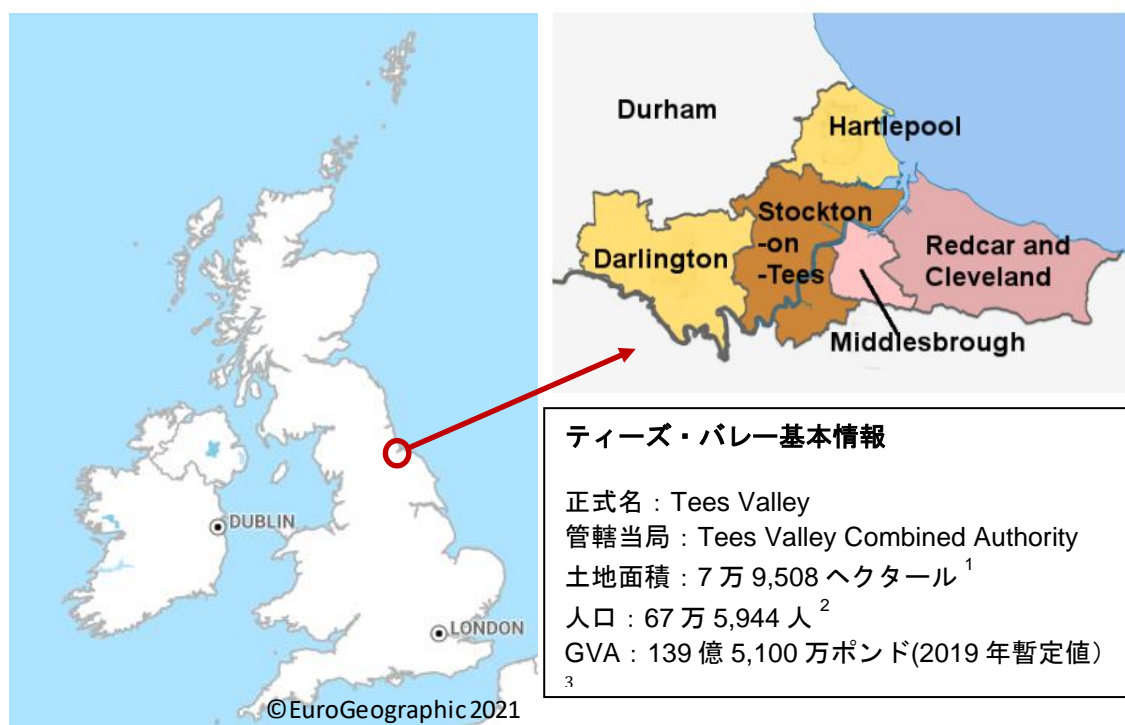 DUBLIN
LONDON
©EuroGeographic 2021
Durham
Hartlepool
Stockton
-on
-Tees
Darlington
Redcar and
Cleveland
Middlesbrough
ティーズ・バレー基本情報
正式名：Tees Valley
管轄当局：Tees Valley Combined Authority
土地面積：7 万 9,508 ヘクタール 1
人口：67 万 5,944 人 2
GVA：139 億 5,100 万ポンド(2019 年暫定値）
3